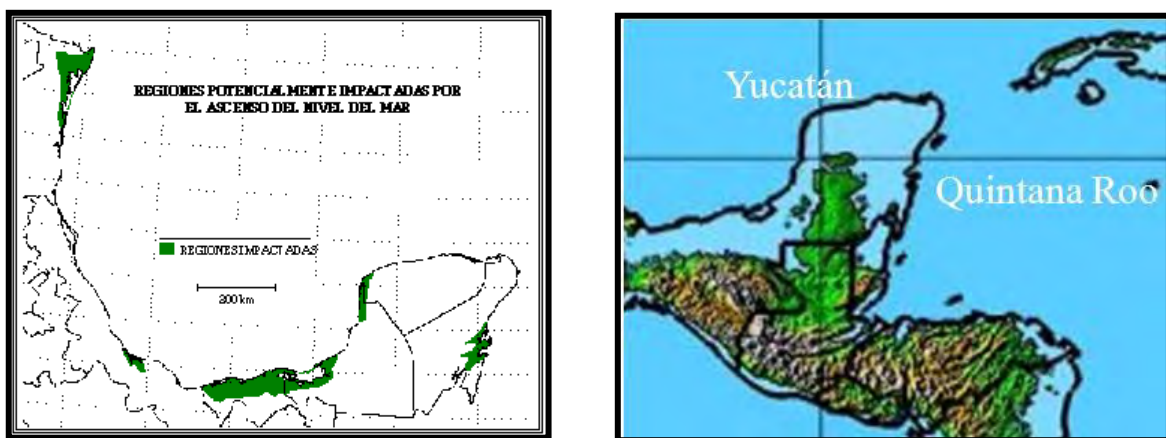 REGIONES POTENCIALMENTE IMPACTADAS POR
EL ASCENSO DEL NIVEL DEL MAR
REGIONES IMPACTADAS
200 km
Yucatán
Quintana Roo